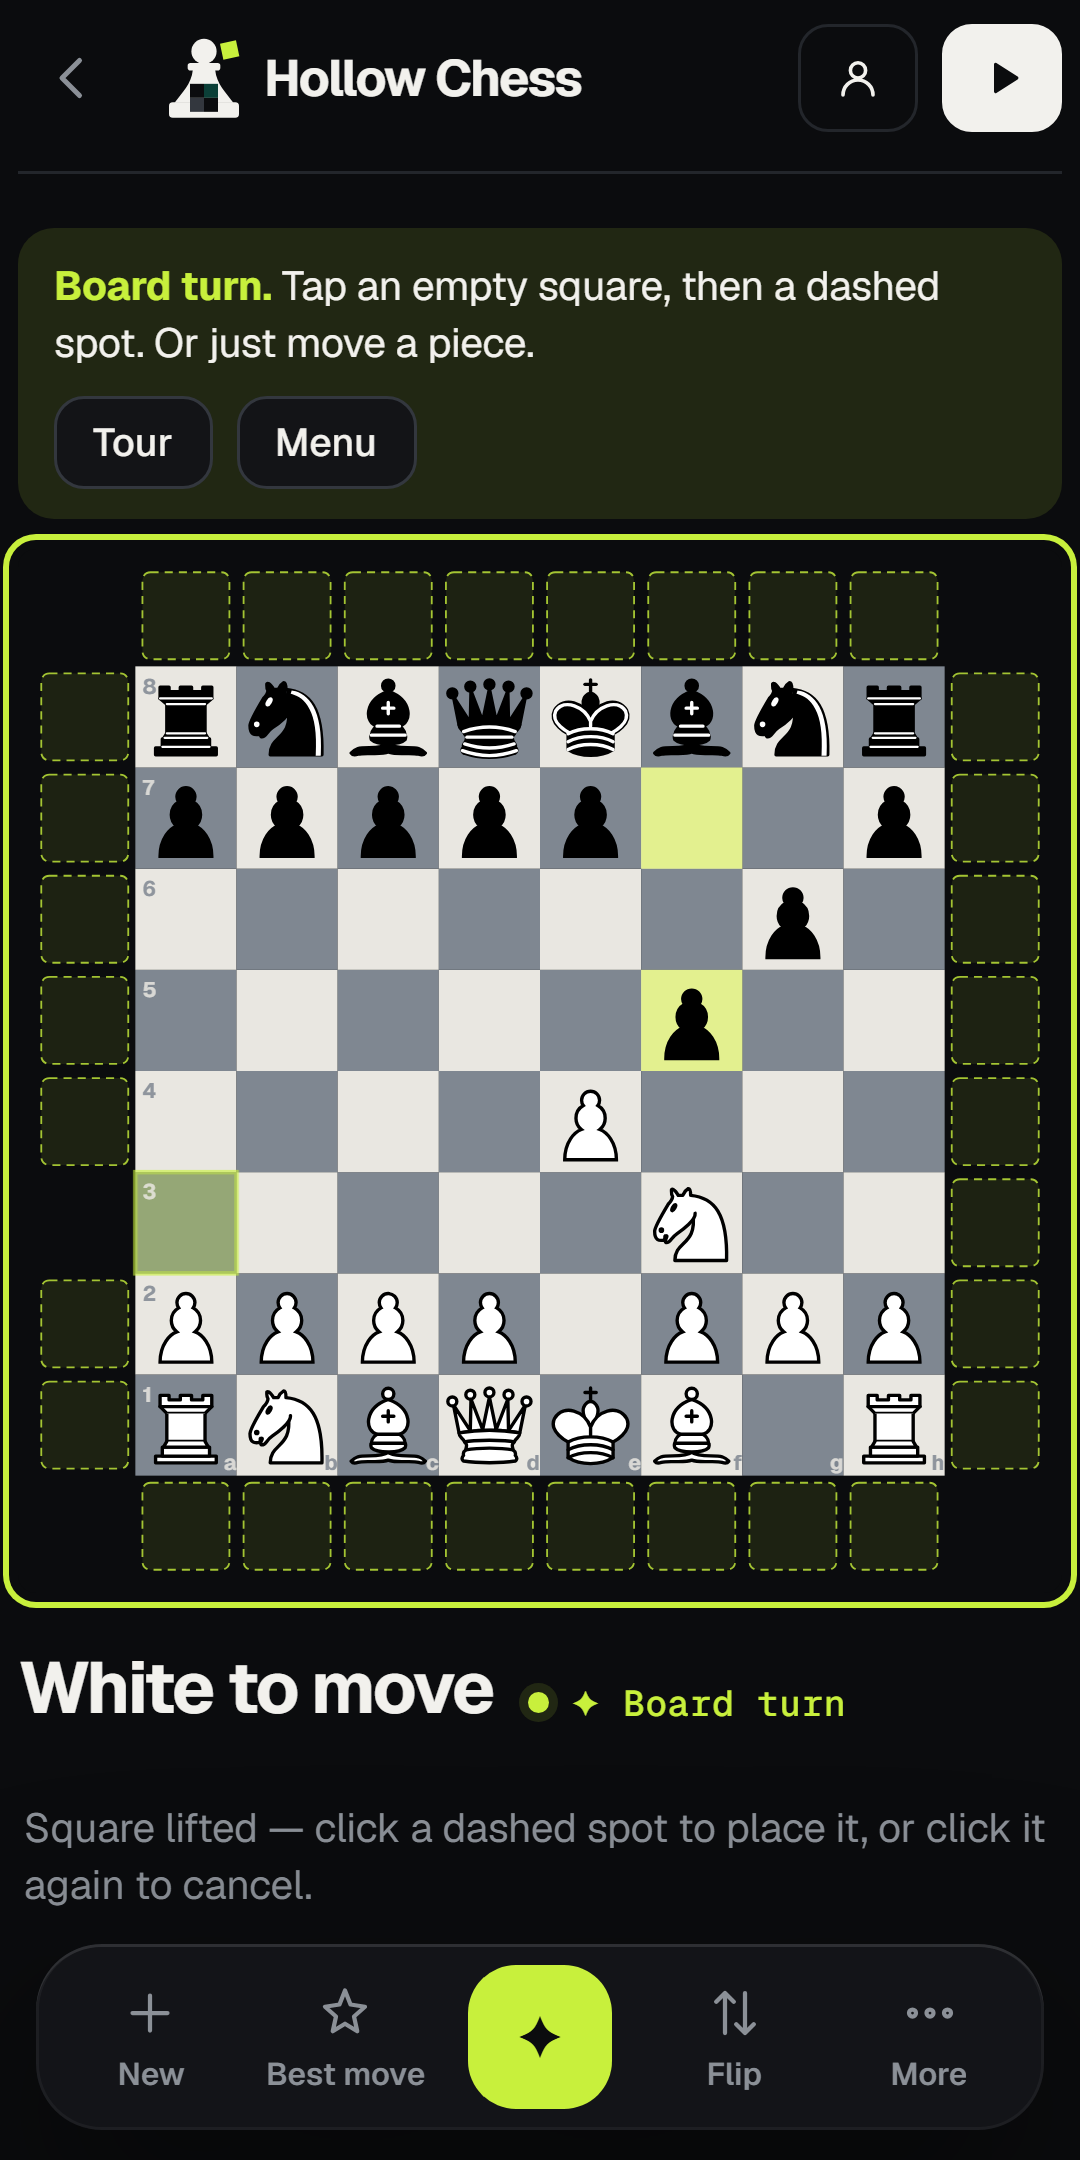 Hollow Chess
Board turn. Tap an empty square, then a dashed
spot. Or just move a piece.
Tour
Menu
8
7
6
5
4
3
2
1
a
b
c
d
e
f
g
h
White to move
Board turn
Square lifted — click a dashed spot to place it, or click it
again to cancel.
New
Best move
Flip
More